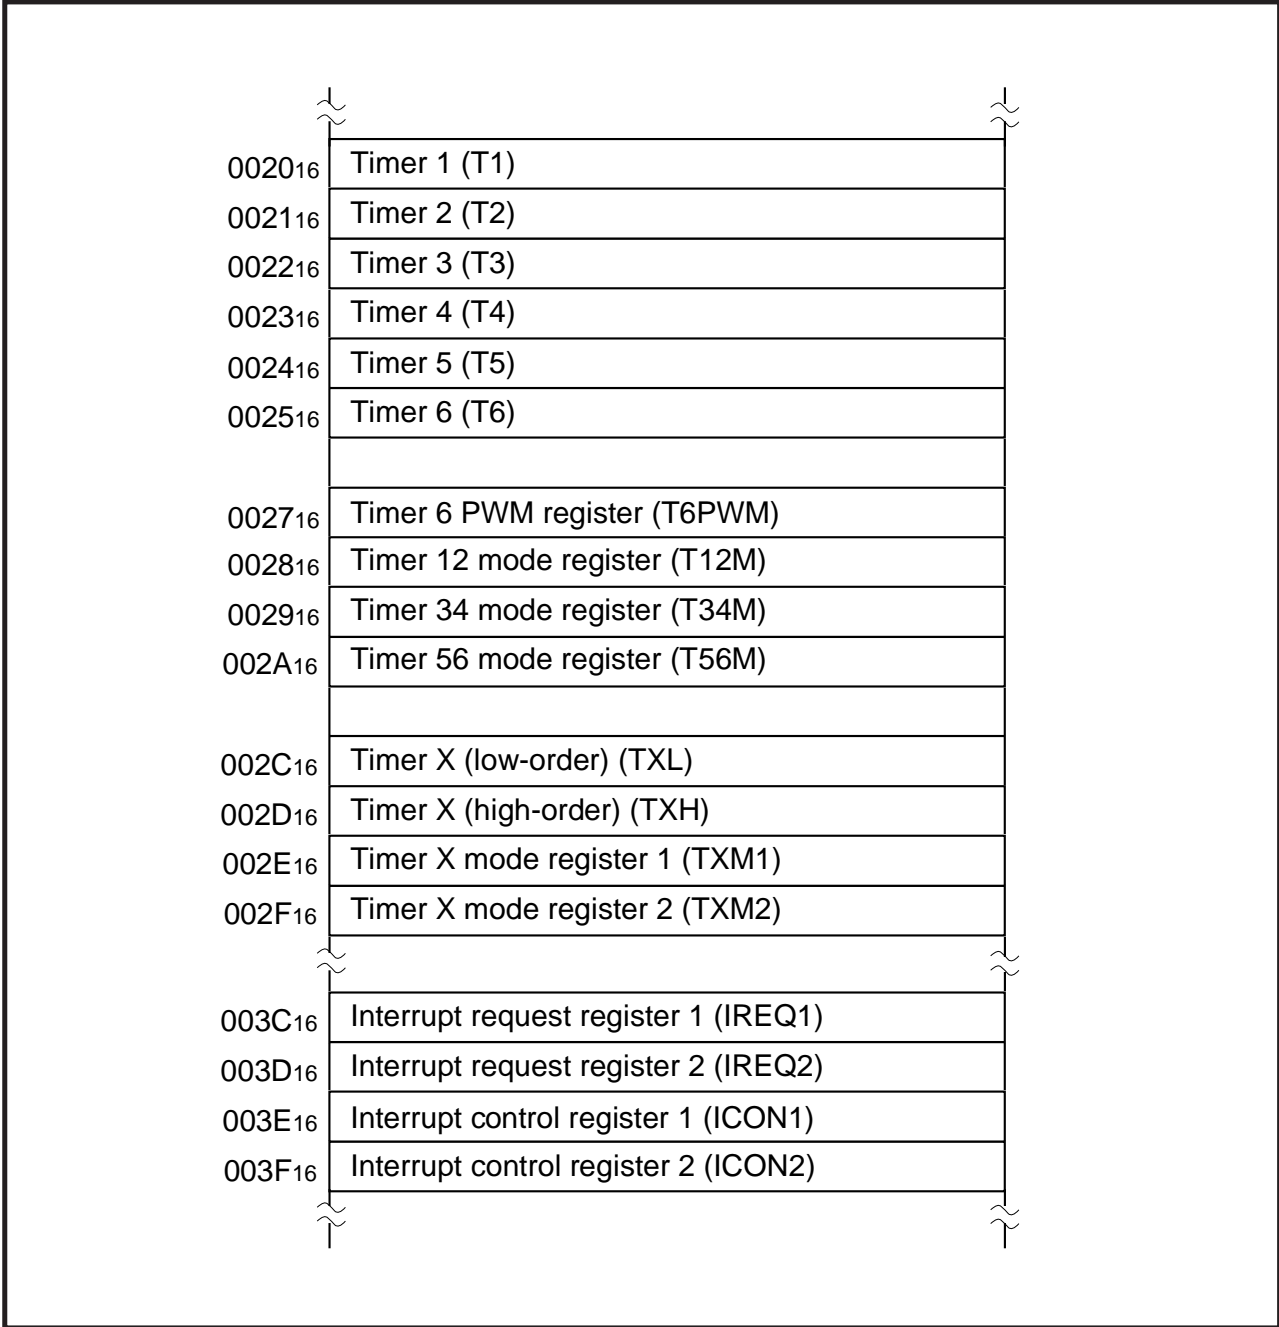 0020₁₆ Timer 1 (T1)
0021₁₆ Timer 2 (T2)
0022₁₆ Timer 3 (T3)
0023₁₆ Timer 4 (T4)
0024₁₆ Timer 5 (T5)
0025₁₆ Timer 6 (T6)
0027₁₆ Timer 6 PWM register (T6PWM)
0028₁₆ Timer 12 mode register (T12M)
0029₁₆ Timer 34 mode register (T34M)
002A₁₆ Timer 56 mode register (T56M)
002C₁₆ Timer X (low-order) (TXL)
002D₁₆ Timer X (high-order) (TXH)
002E₁₆ Timer X mode register 1 (TXM1)
002F₁₆ Timer X mode register 2 (TXM2)
003C₁₆ Interrupt request register 1 (IREQ1)
003D₁₆ Interrupt request register 2 (IREQ2)
003E₁₆ Interrupt control register 1 (ICON1)
003F₁₆ Interrupt control register 2 (ICON2)